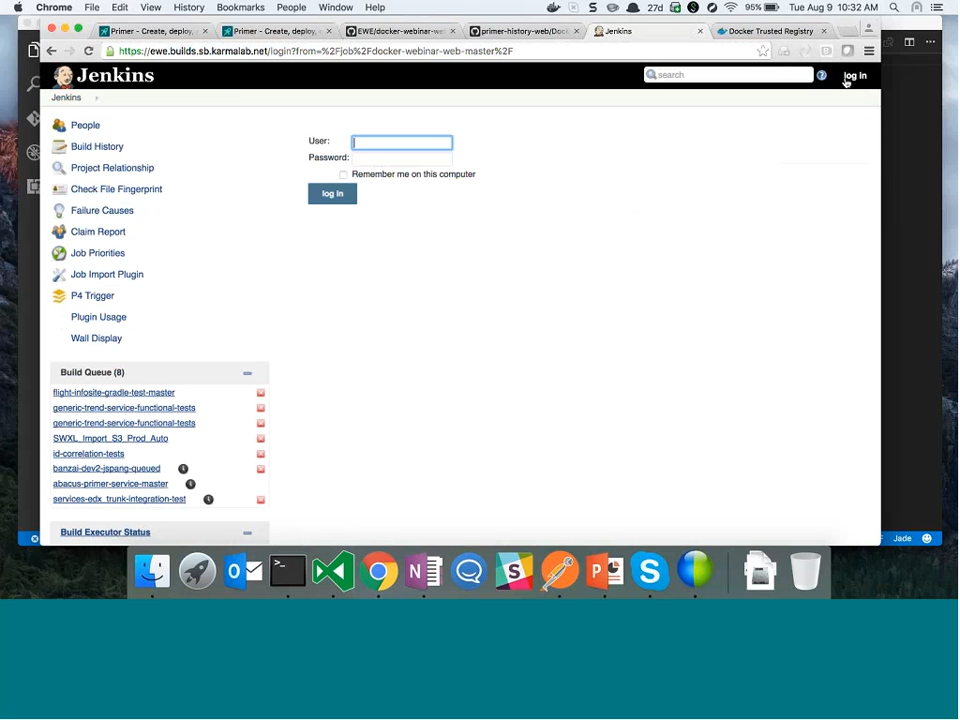 Chrome File Edit View History Bookmarks People Window Help 27d 95% Tue Aug 9 10:32 AM
Primer - Create, deploy, × Primer - Create, deploy, × EWE/docker-webinar-we × primer-history-web/Dock × Jenkins × Docker Trusted Registry ×
https://ewe.builds.sb.karmalab.net/login?from=%2Fjob%2Fdocker-webinar-web-master%2F
Jenkins
search
log in
Jenkins
People
Build History
Project Relationship
Check File Fingerprint
Failure Causes
Claim Report
Job Priorities
Job Import Plugin
P4 Trigger
Plugin Usage
Wall Display
User:
Password:
Remember me on this computer
log in
Build Queue (8)
flight-infosite-gradle-test-master
generic-trend-service-functional-tests
generic-trend-service-functional-tests
SWXL_Import_S3_Prod_Auto
id-correlation-tests
banzai-dev2-jspang-queued
abacus-primer-service-master
services-edx_trunk-integration-test
Build Executor Status
Jade